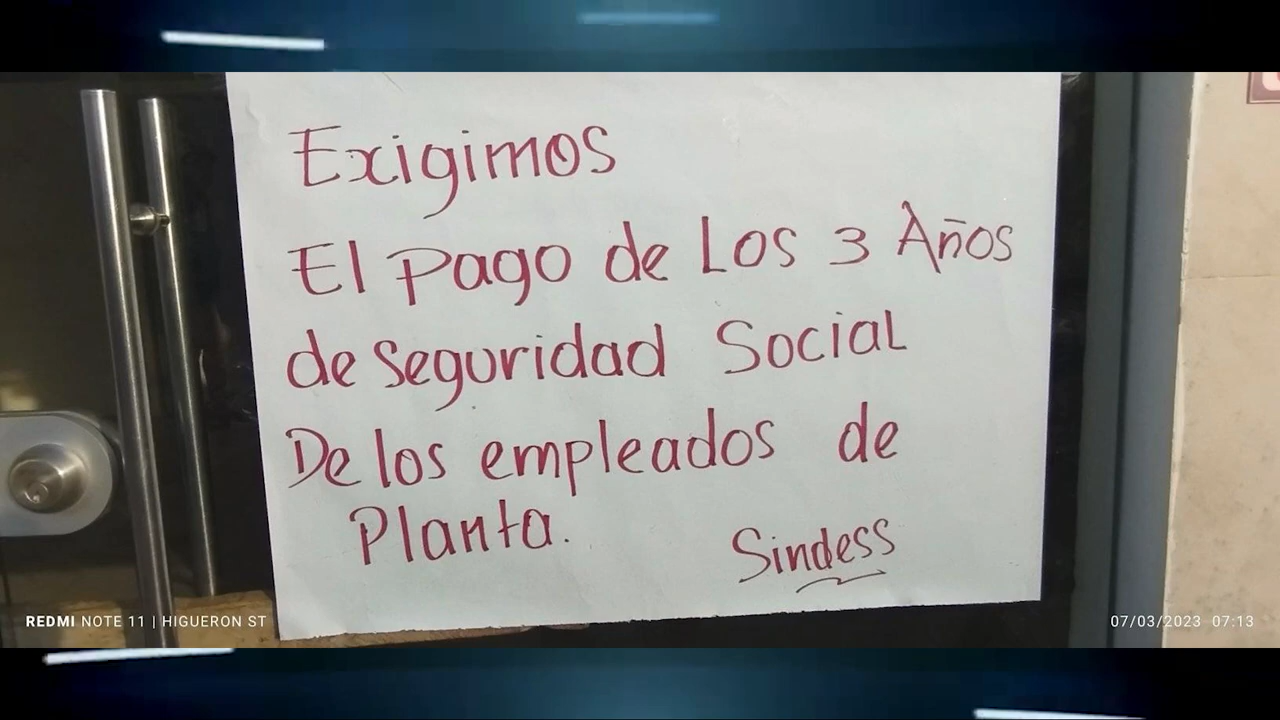 Exigimos
El Pago de Los 3 Años
de Seguridad Social
De los empleados de
Planta.
Sindess
REDMI NOTE 11 | HIGUERON ST
07/03/2023 07:13